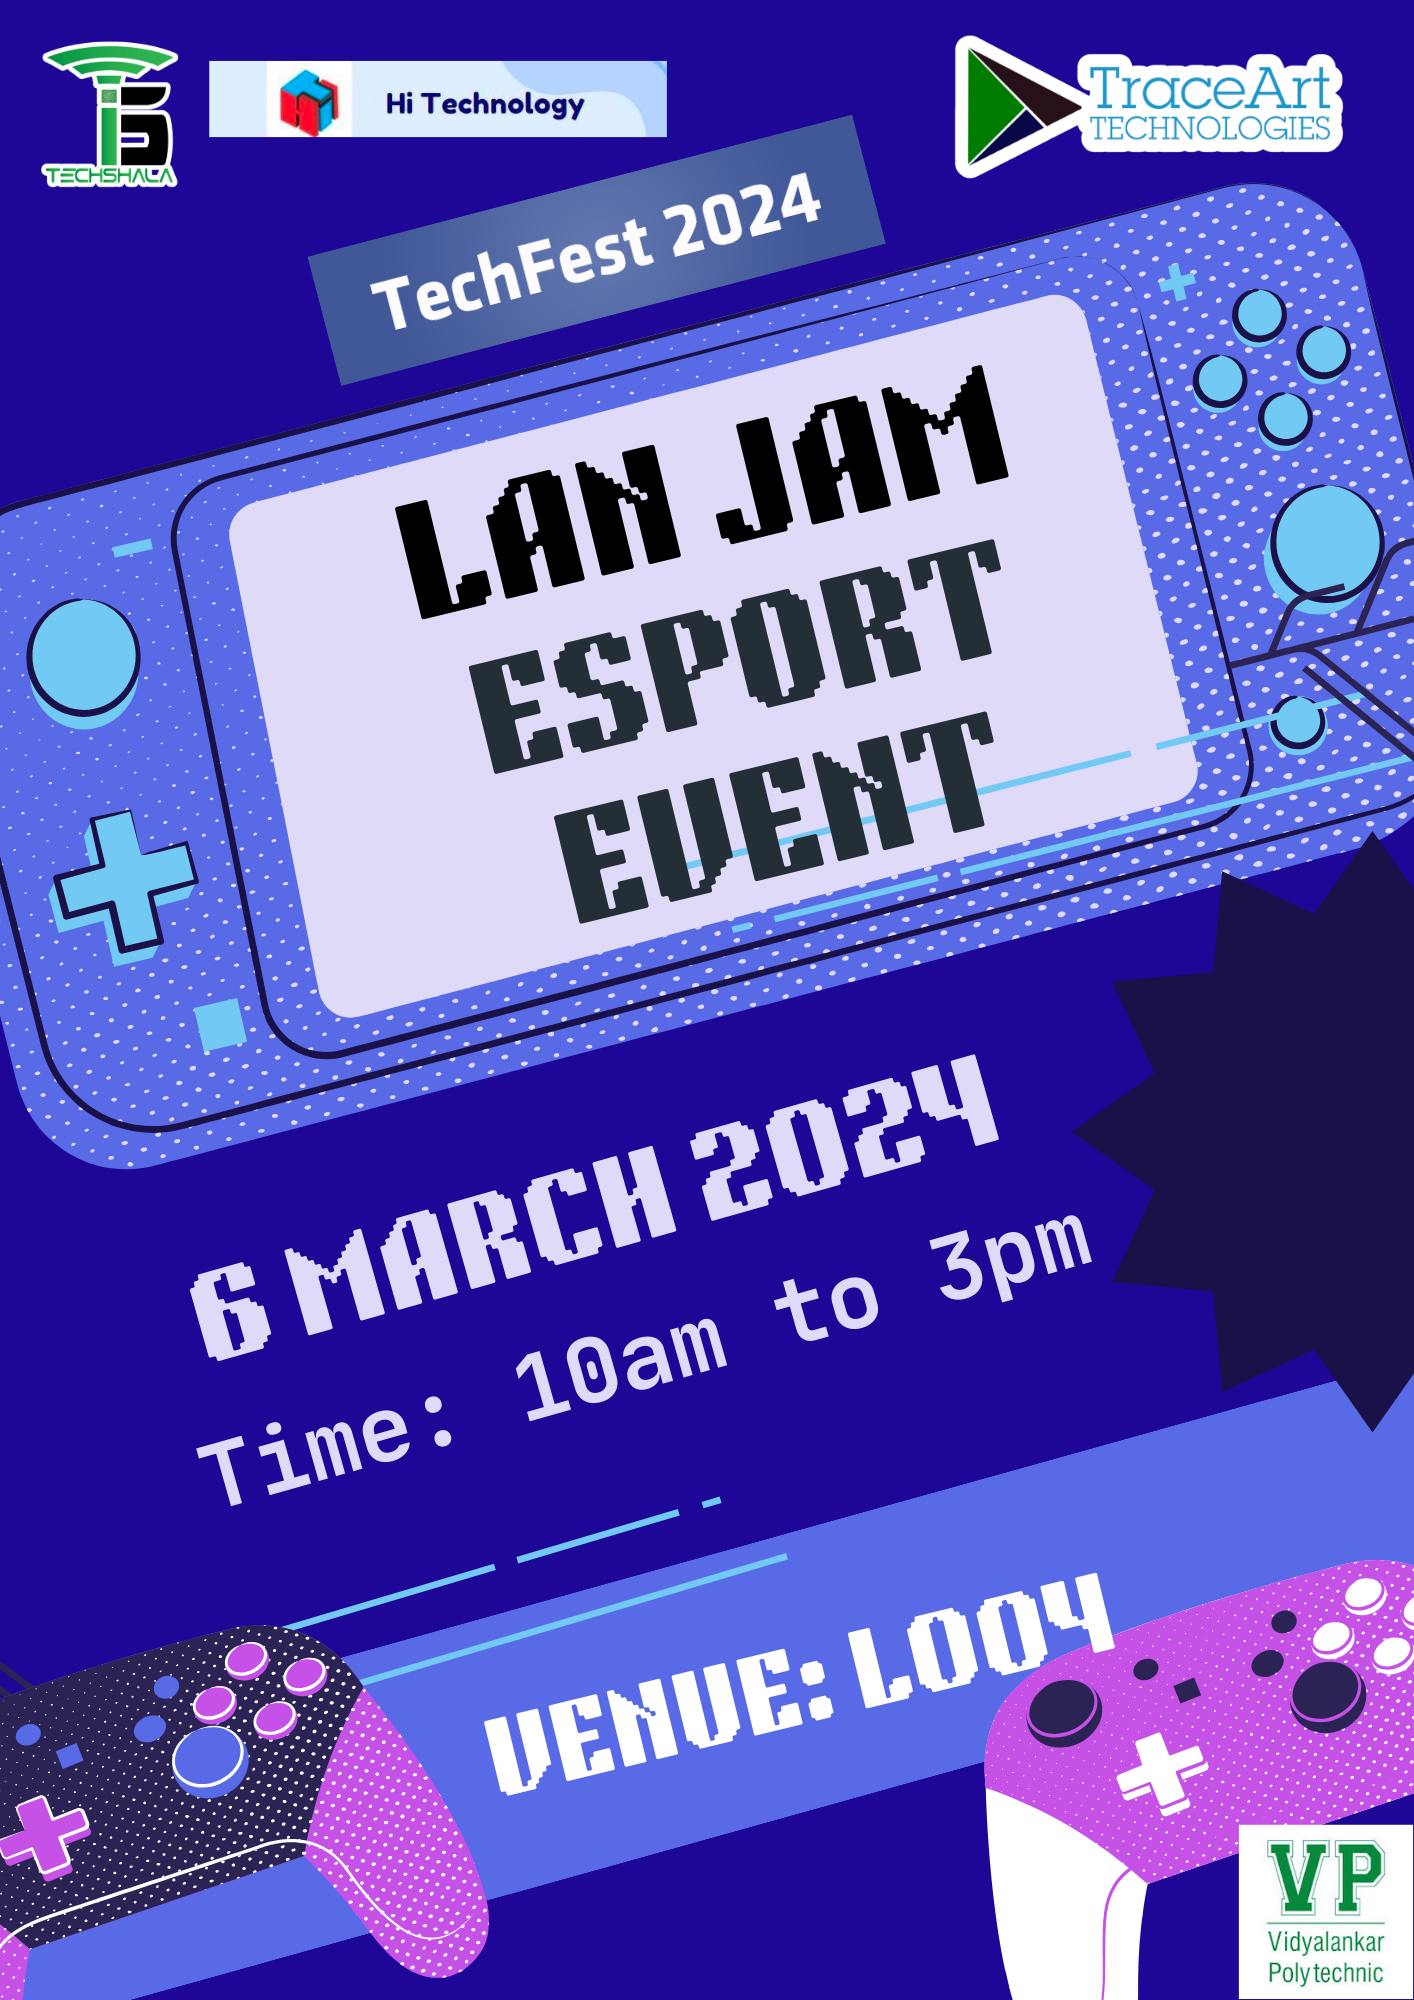 TECHSHALA
Hi Technology
TraceArt
TECHNOLOGIES
TechFest 2024
LAN JAM
ESPORT
EVENT
6 MARCH 2024
Time: 10am to 3pm
VENUE: L004
VP
Vidyalankar
Polytechnic